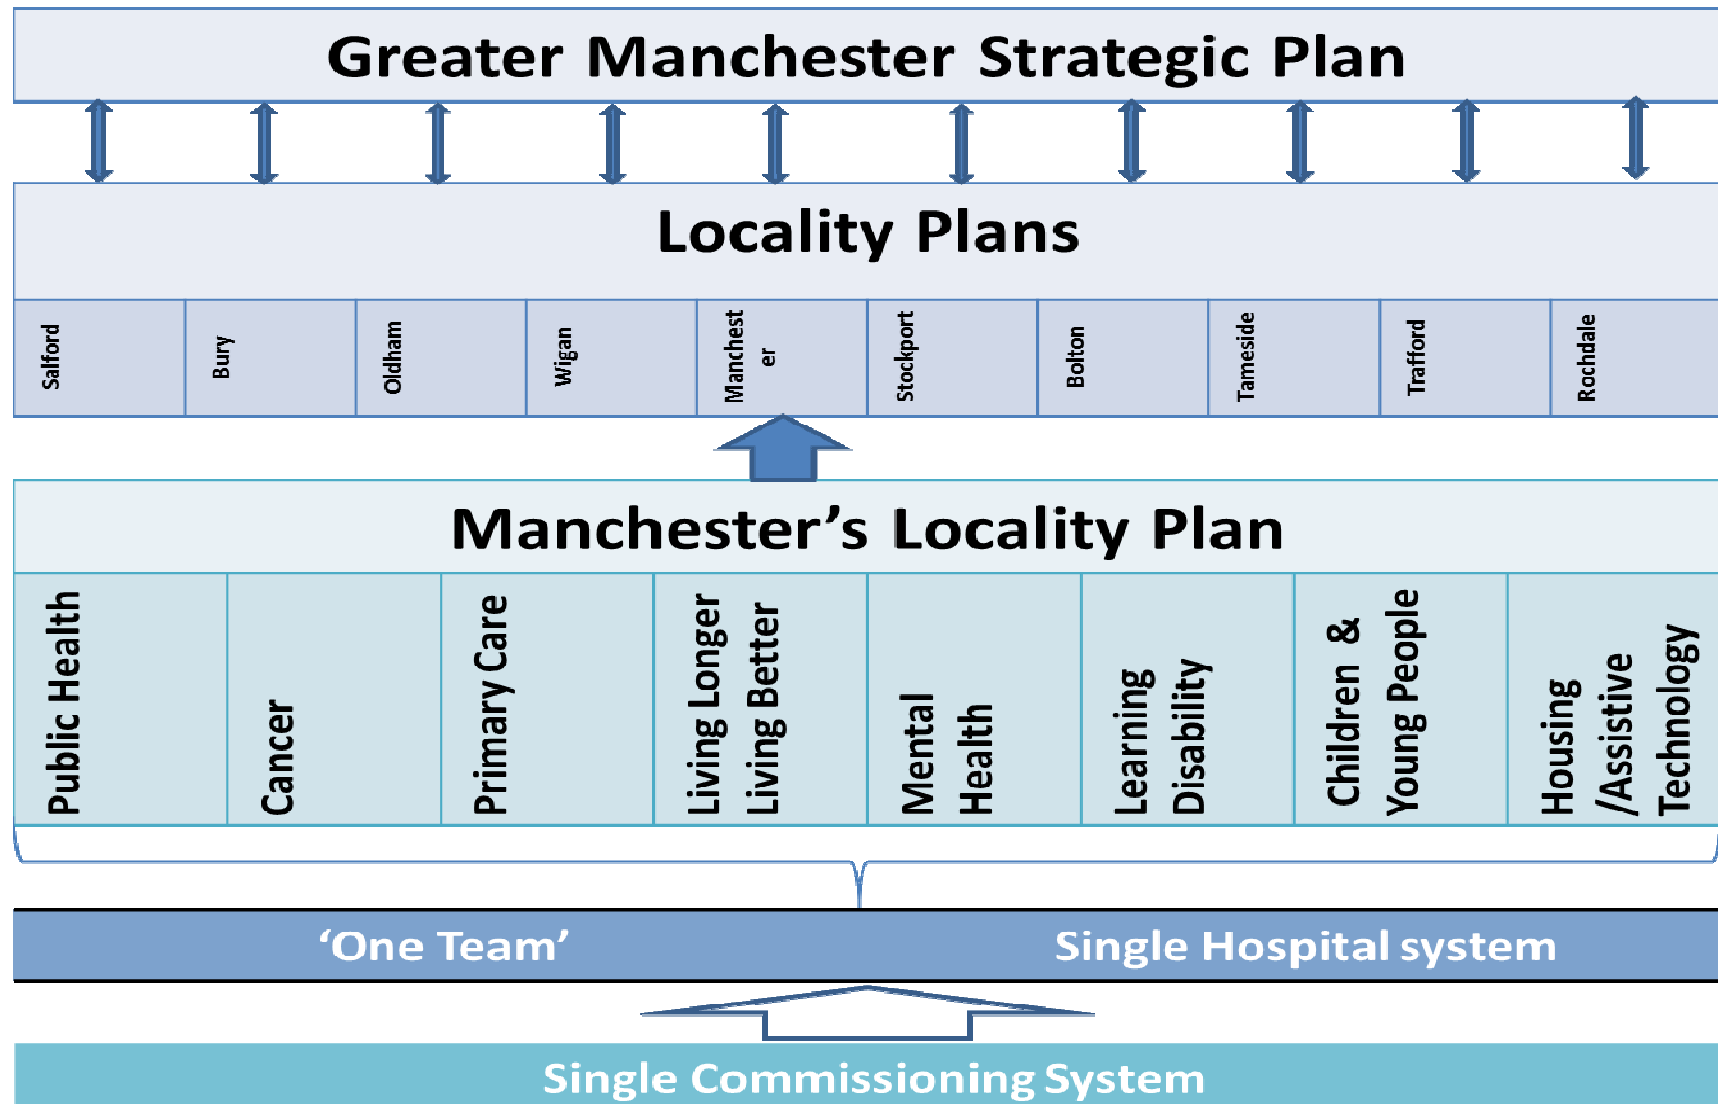 Greater Manchester Strategic Plan
Locality Plans
Salford
Bury
Oldham
Wigan
Manchest
er
Stockport
Bolton
Tameside
Trafford
Rochdale
Manchester’s Locality Plan
Public Health
Cancer
Primary Care
Living Longer
Living Better
Mental
Health
Learning
Disability
Children &
Young People
Housing
/Assistive
Technology
‘One Team’
Single Hospital system
Single Commissioning System